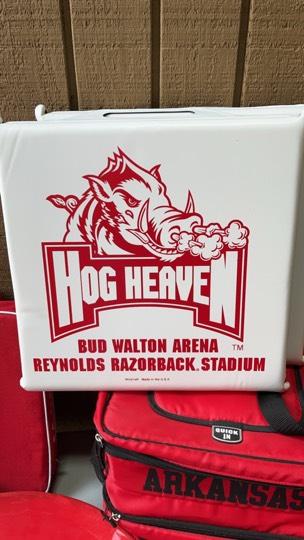 HOG HEAVEN
BUD WALTON ARENA ™
REYNOLDS RAZORBACK STADIUM
Made in the U.S.A.
QUICK
IN
ARKANSAS